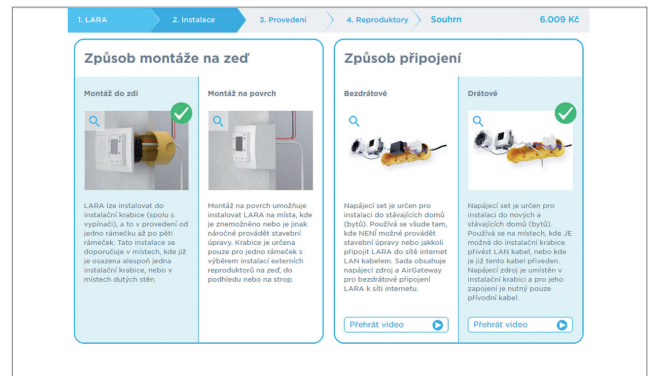 1. LARA
2. Instalace
3. Provedení
4. Reproduktory
Souhrn
6.009 Kč
Způsob montáže na zeď
Montáž do zdi
LARA lze instalovat do
instalační krabice (spolu s
vypínači), a to v provedení od
jedno rámečku až po pěti
rámeček. Tato instalace se
doporučuje v místech, kde již
je osazena alespoň jedna
instalační krabice, nebo v
místech dutých stěn.
Montáž na povrch
Montáž na povrch umožňuje
instalovat LARA na místa, kde
je znemožněno nebo je jinak
náročné provádět stavební
úpravy. Krabice je určena
pouze pro jedno rámeček s
výběrem instalací externích
reproduktorů na zeď, do
podhledu nebo na strop.
Způsob připojení
Bezdrátové
Napájecí set je určen pro
instalaci do stávajících domů
(bytů). Používá se všude tam,
kde NENÍ možné provádět
stavební úpravy nebo jakkoli
připojit LARA do sítě internet
LAN kabelem. Sada obsahuje
napájecí zdroj a AirGateway
pro bezdrátové připojení
LARA k síti internetu.
Přehrát video
Drátové
Napájecí set je určen pro
instalaci do nových a
stávajících domů (bytů).
Používá se na místech, kde JE
možné do instalační krabice
přivést LAN kabel, nebo kde
je již tento kabel přiveden.
Napájecí zdroj je umístěn v
instalační krabici a pro jeho
zapojení je nutný pouze
přívodní kabel.
Přehrát video